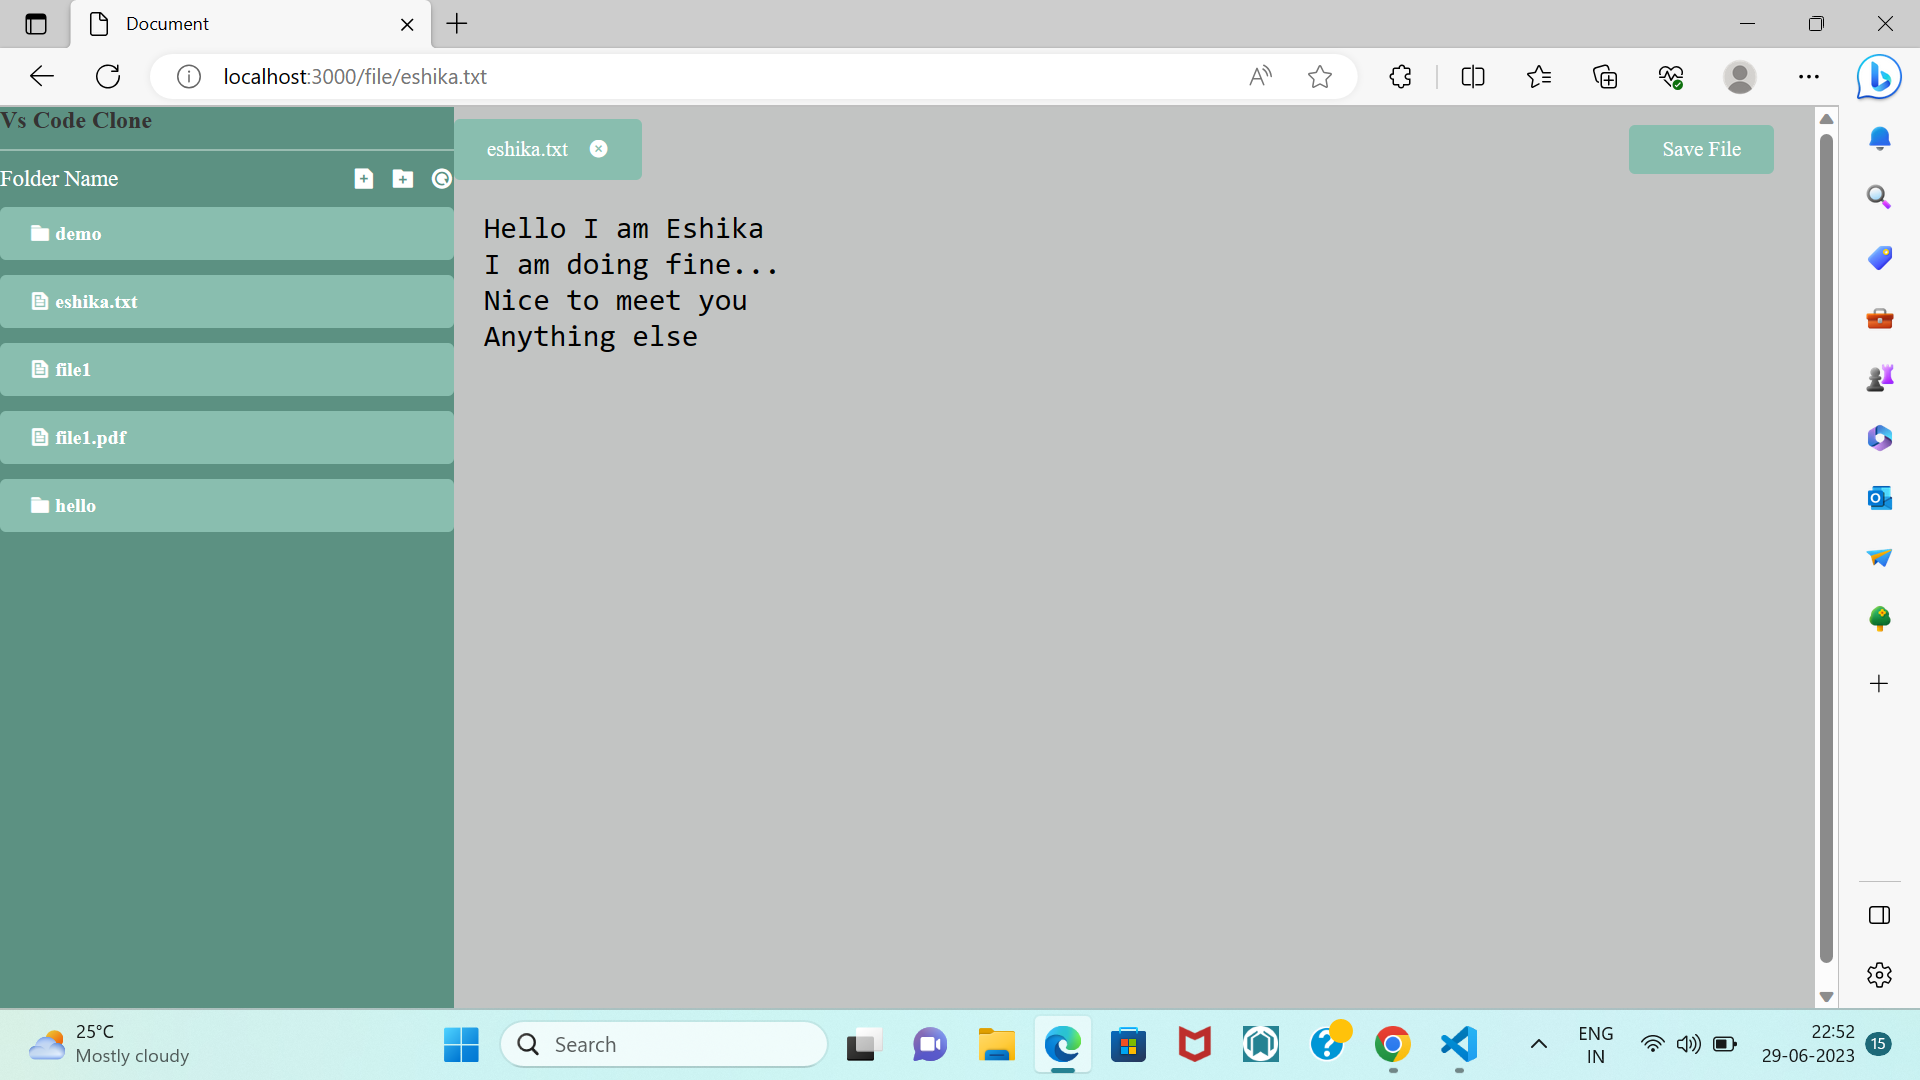 Document
localhost:3000/file/eshika.txt
Vs Code Clone
Folder Name
demo
eshika.txt
file1
file1.pdf
hello
eshika.txt
Save File
Hello I am Eshika
I am doing fine...
Nice to meet you
Anything else
25°C
Mostly cloudy
Search
ENG
IN
22:52
29-06-2023
15